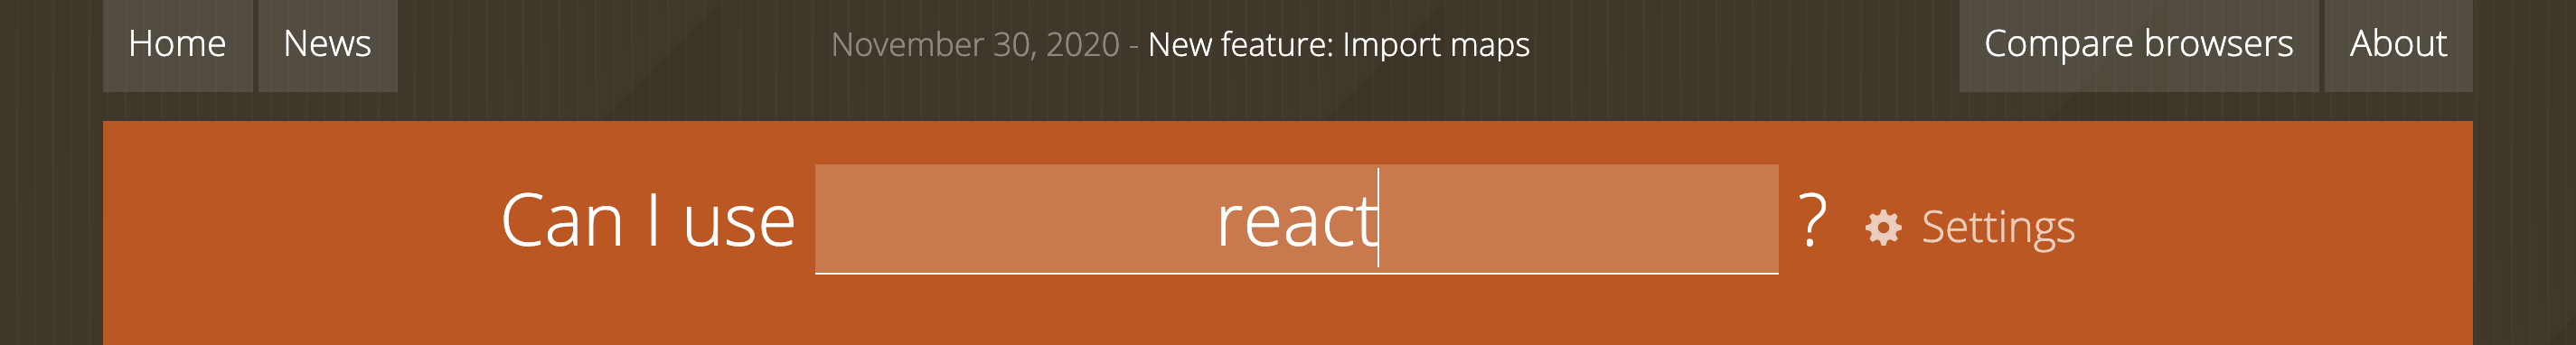 Home News November 30, 2020 - New feature: Import maps Compare browsers About
Can I use react ? Settings